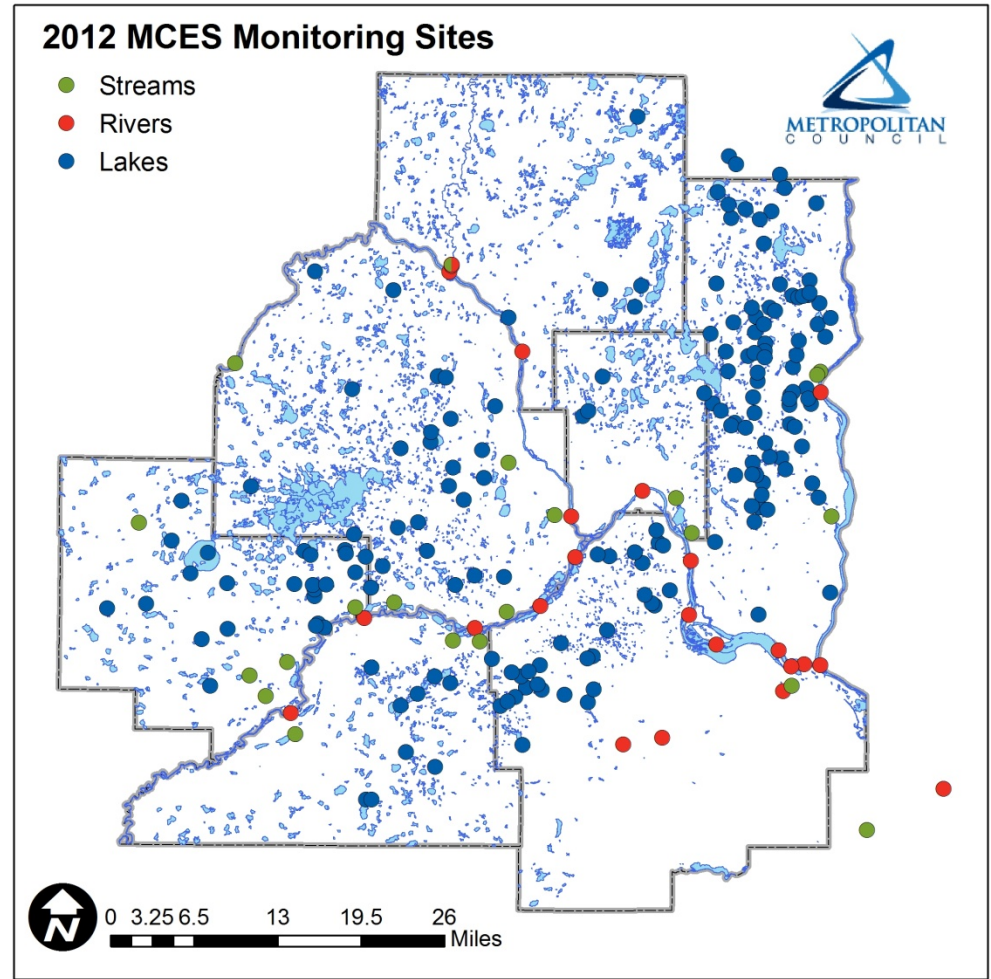 2012 MCES Monitoring Sites
Streams
Rivers
Lakes
METROPOLITAN
COUNCIL
N
0 3.25 6.5 13 19.5 26
Miles